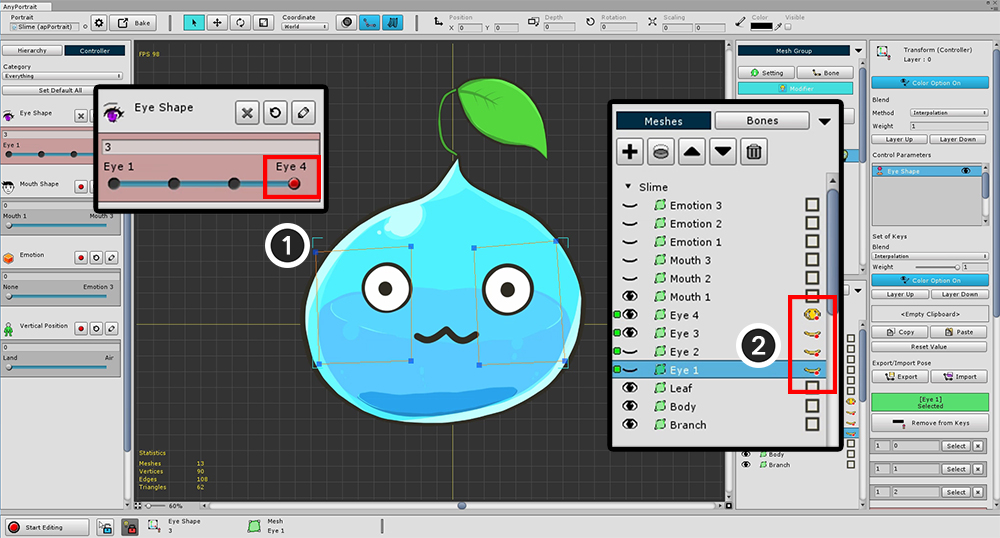 AnyPortrait
Portrait
Slime (apPortrait)
Bake
Coordinate
World
Position
X 0 Y 0
Depth
0
Rotation
0
Scaling
X 0 Y 0
Color
Visible
Hierarchy
Controller
Category
Everything
Set Default All
Eye Shape
3
Eye 1
Mouth Shape
0
Mouth 1 Mouth 3
Emotion
0
None Emotion 3
Vertical Position
0
Land Air
FPS 98
Eye Shape
3
Eye 1 Eye 4
1
Statistics
Meshes 13
Vertices 90
Edges 108
Triangles 62
60%
Mesh Group
Setting
Bone
Modifier
Meshes
Bones
Slime
Emotion 3
Emotion 2
Emotion 1
Mouth 3
Mouth 2
Mouth 1
Eye 4
Eye 3
Eye 2
Eye 1
Leaf
Body
Branch
2
Body
Branch
Transform (Controller)
Layer : 0
Color Option On
Blend
Method Interpolation
Weight 1
Layer Up Layer Down
Control Parameters
Eye Shape
Set of Keys
Blend
Interpolation
Weight 1
Color Option On
Layer Up Layer Down
<Empty Clipboard>
Copy Paste
Reset Value
Export/Import Pose
Export Import
[Eye 1]
Selected
Remove from Keys
1 0 Select X
1 1 Select X
1 2 Select X
Start Editing
Eye Shape
3
Mesh
Eye 1